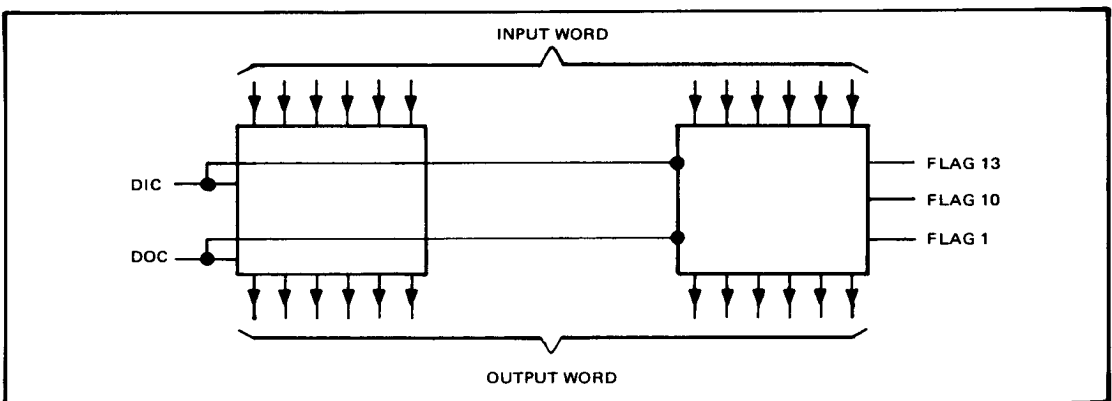 INPUT WORD
DIC
FLAG 13
FLAG 10
DOC
FLAG 1
OUTPUT WORD